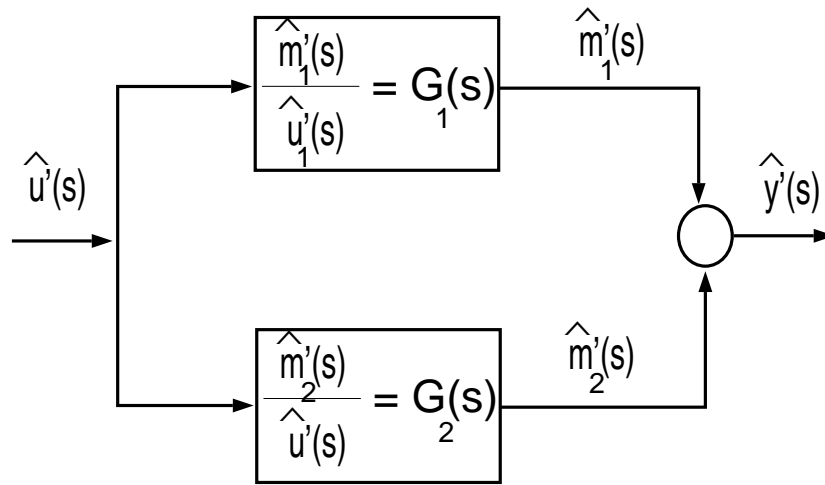 û'(s)
m̂'₁(s)
û'₁(s)
= G₁(s)
m̂'₁(s)
m̂'₂(s)
û'(s)
= G₂(s)
m̂'₂(s)
ŷ'(s)